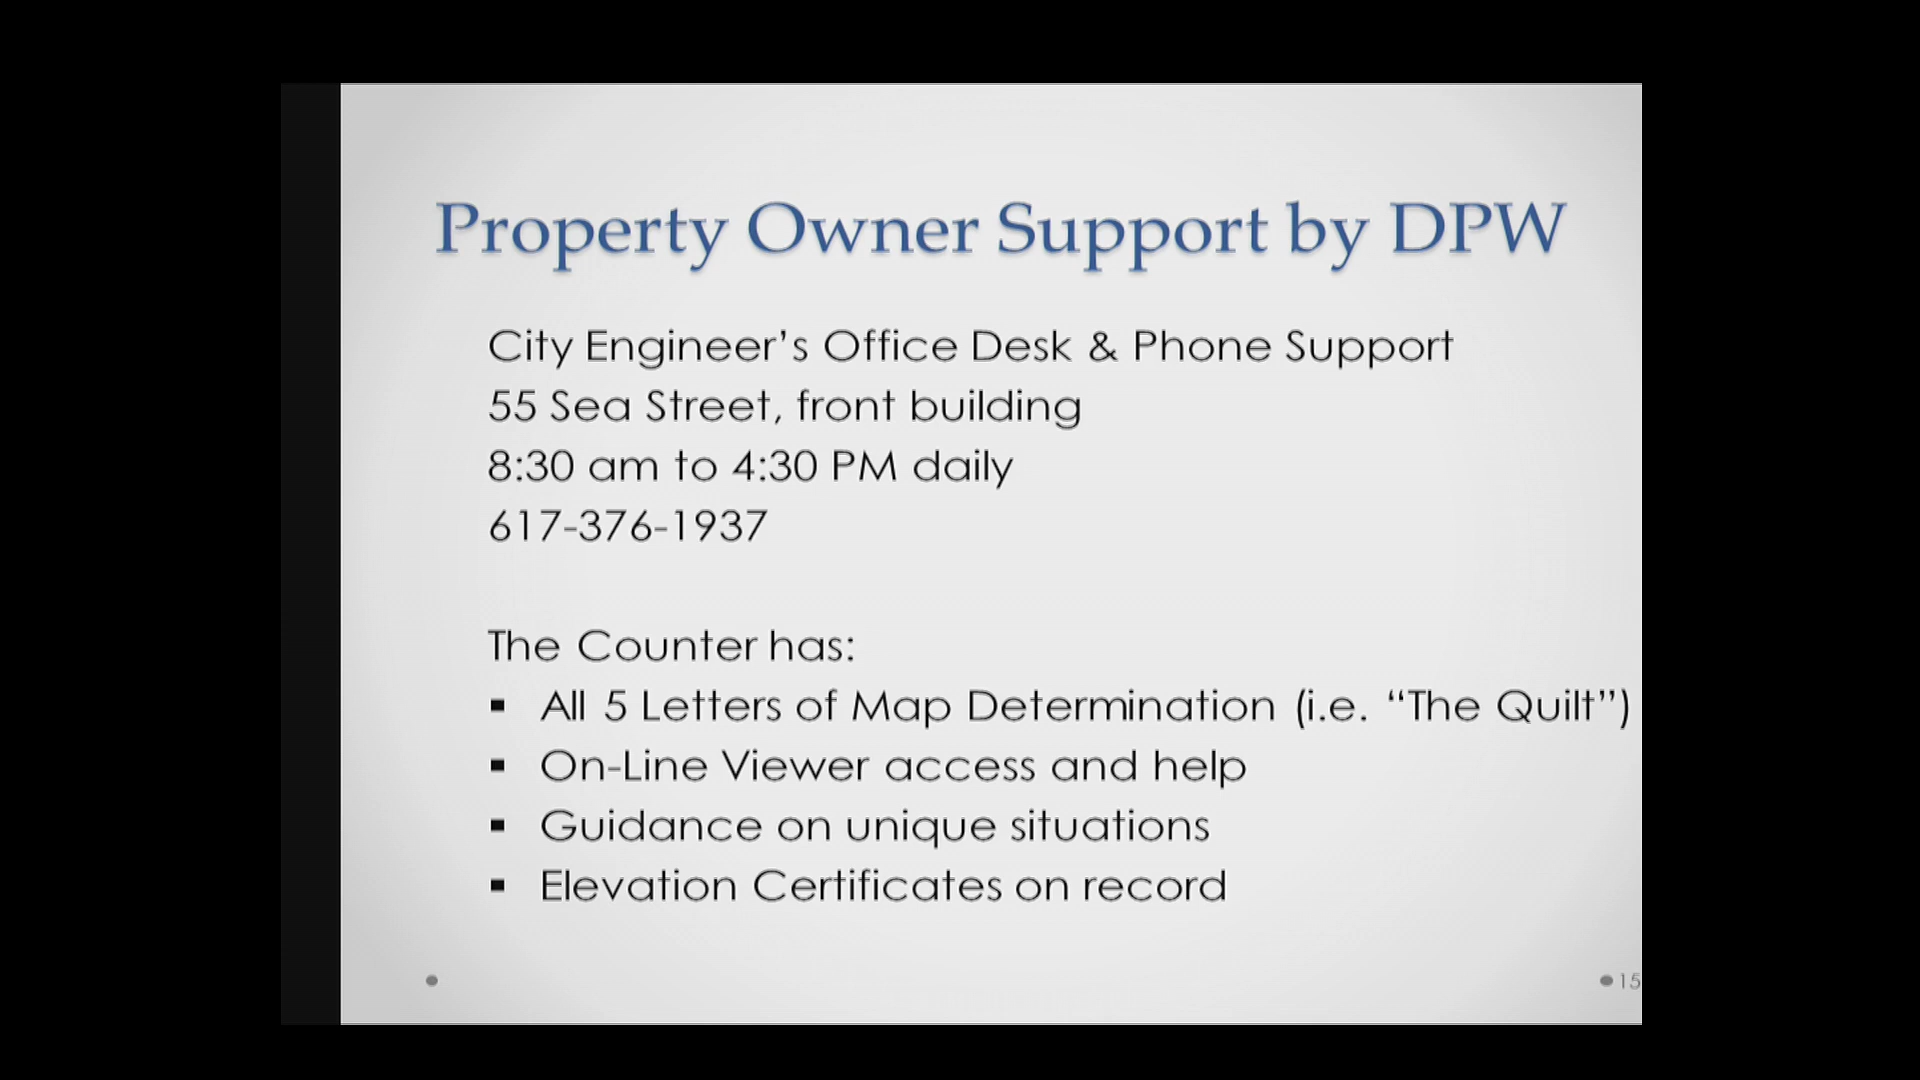 Property Owner Support by DPW
City Engineer’s Office Desk & Phone Support
55 Sea Street, front building
8:30 am to 4:30 PM daily
617-376-1937
The Counter has:
▪ All 5 Letters of Map Determination (i.e. “The Quilt”)
▪ On-Line Viewer access and help
▪ Guidance on unique situations
▪ Elevation Certificates on record
15